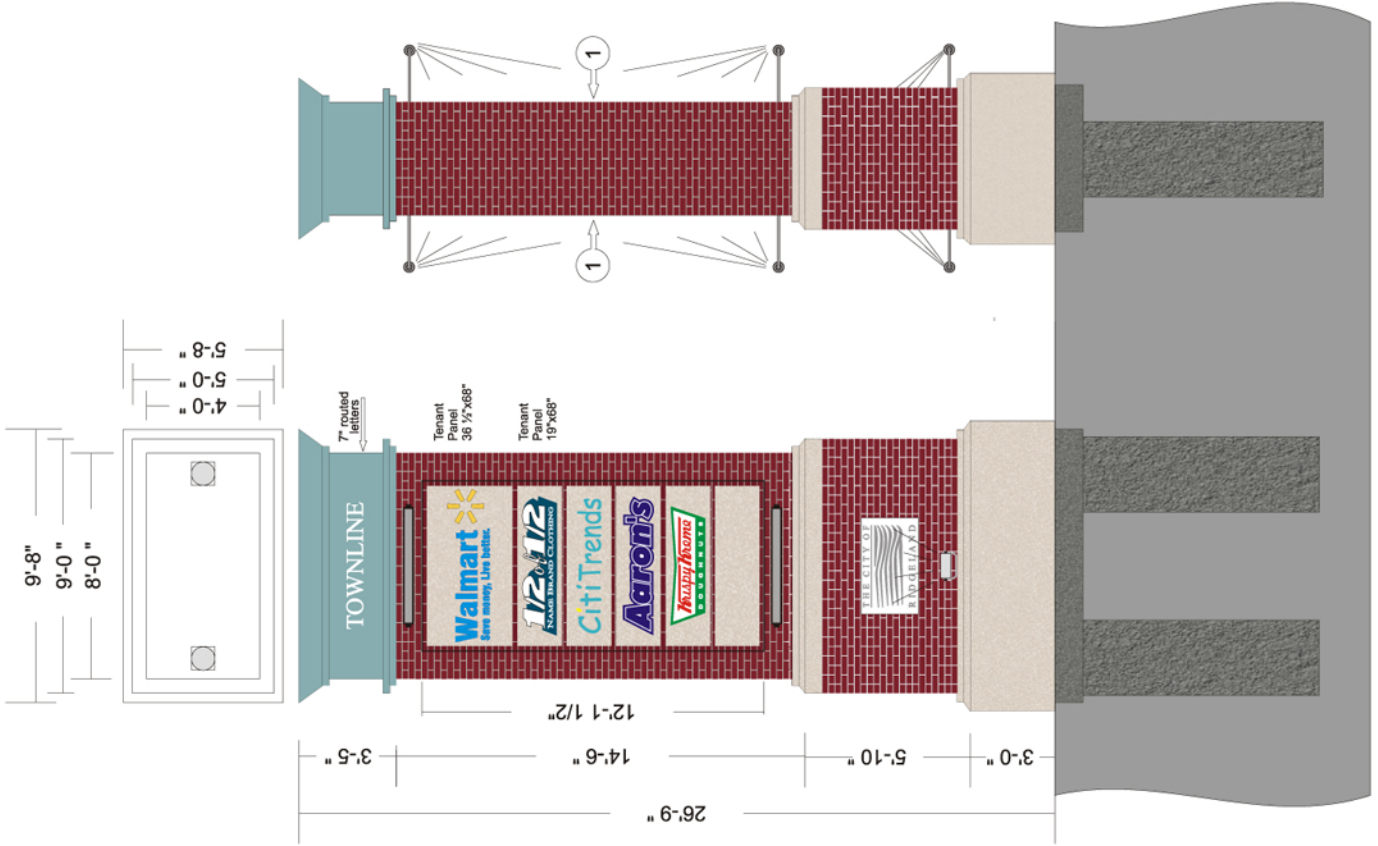 9'-8"
9'-0 "
8'-0 "
5'-8 "
5'-0 "
4'-0 "
7" routed
letters
TOWNLINE
Tenant
Panel
36 ½"x68"
Tenant
Panel
19"x68"
Walmart
Save money, Live better.
1/2 of 1/2
NAME BRAND CLOTHING
CitiTrends
Aaron's
Krispy Kreme
DOUGHNUTS
THE CITY OF
RIDGELAND
12'-1 1/2"
3'-5 "
14'-6 "
5'-10 "
3'-0 "
26'-9 "
1
1